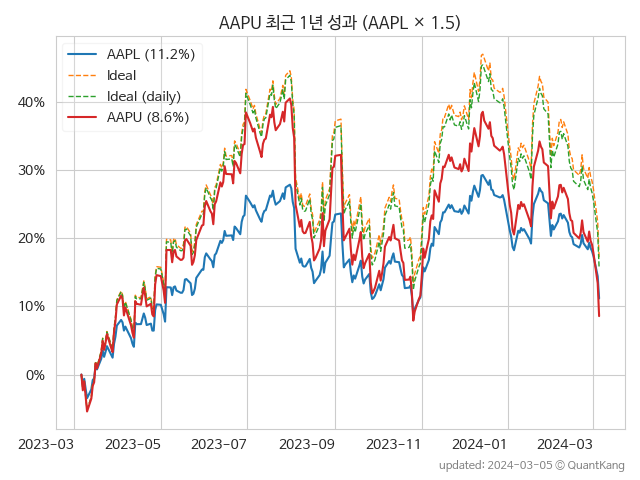 AAPU 최근 1년 성과 (AAPL × 1.5)
AAPL (11.2%)
Ideal
Ideal (daily)
AAPU (8.6%)
40%
30%
20%
10%
0%
2023-03 2023-05 2023-07 2023-09 2023-11 2024-01 2024-03
updated: 2024-03-05 ⓒ QuantKang